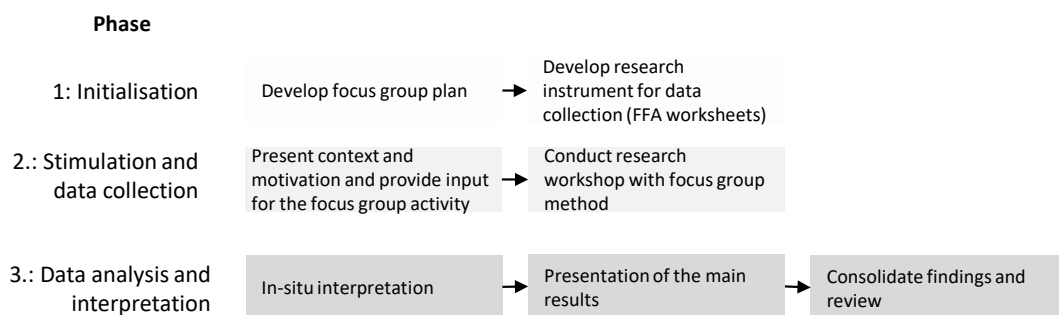 Phase
1: Initialisation
Develop focus group plan
Develop research
instrument for data
collection (FFA worksheets)
2.: Stimulation and
data collection
Present context and
motivation and provide input
for the focus group activity
Conduct research
workshop with focus group
method
3.: Data analysis and
interpretation
In-situ interpretation
Presentation of the main
results
Consolidate findings and
review